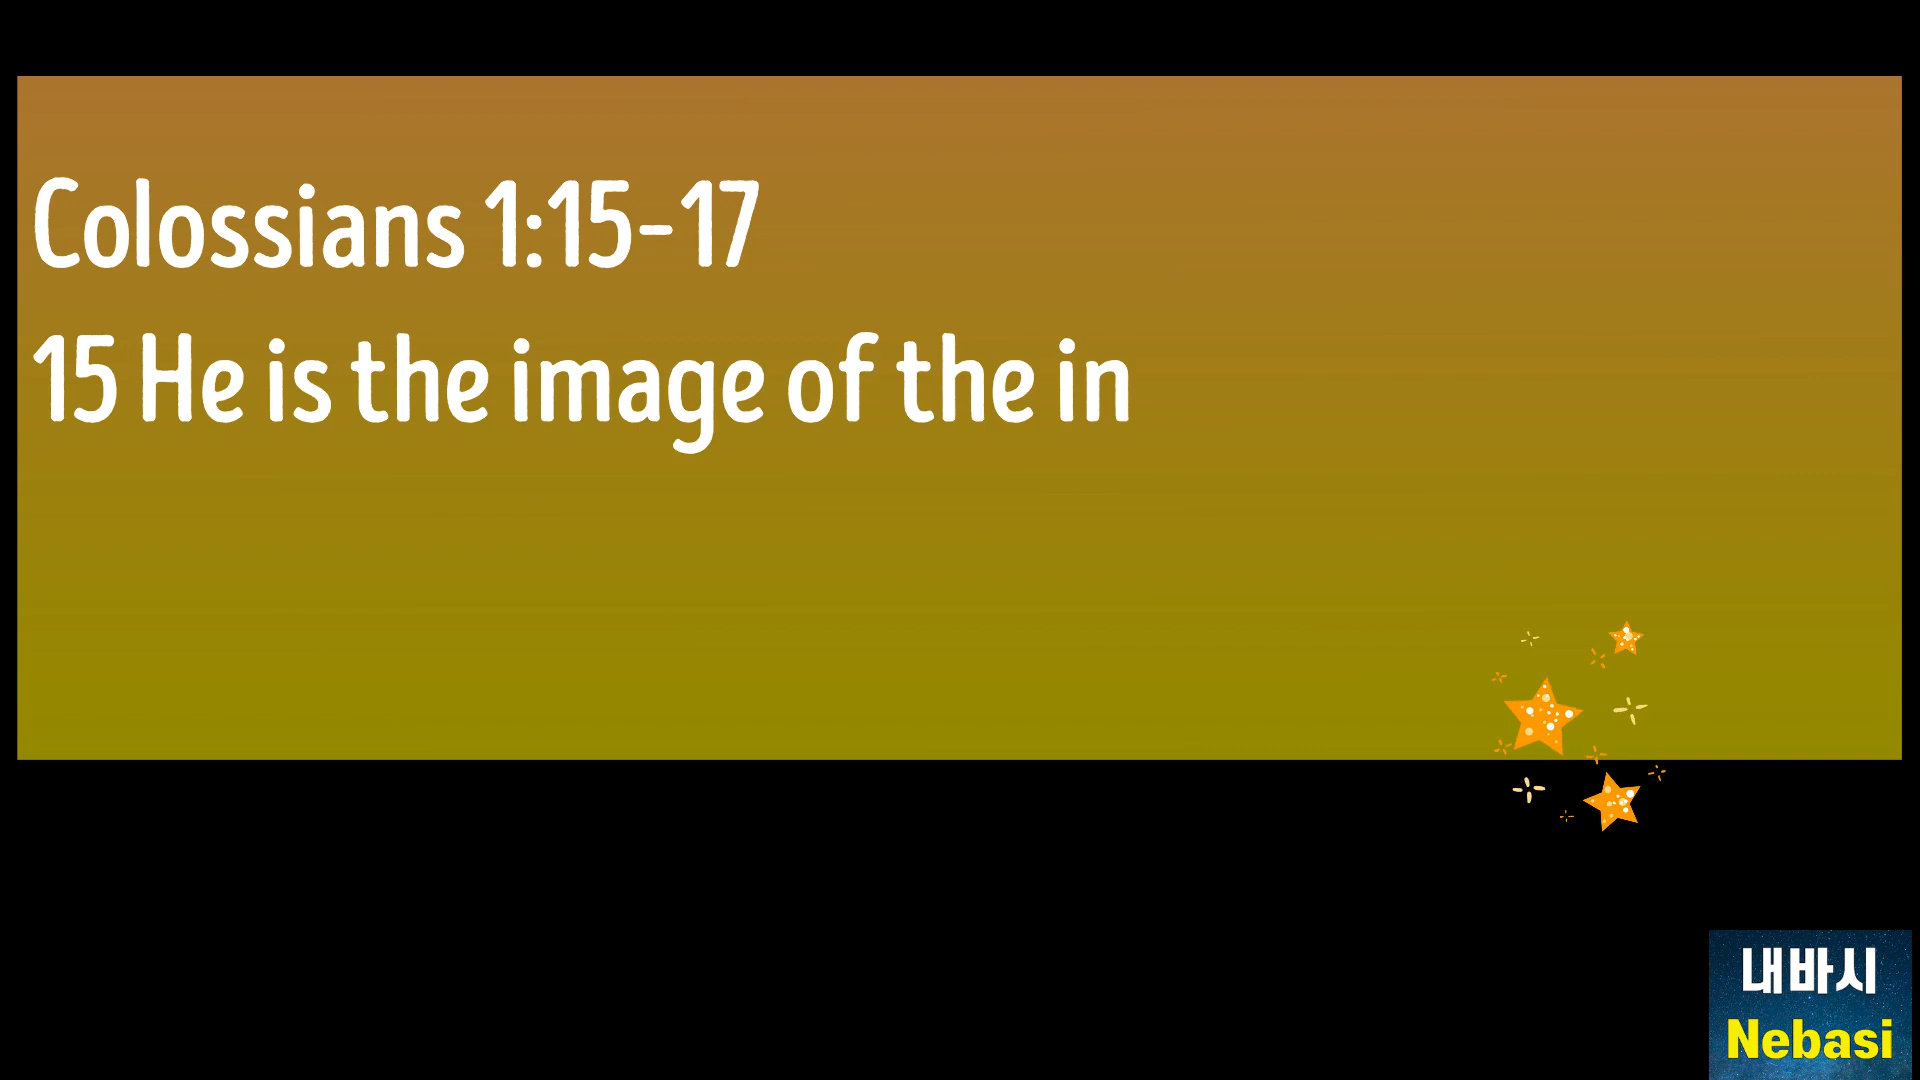 Colossians 1:15-17
15 He is the image of the in
내바시
Nebasi